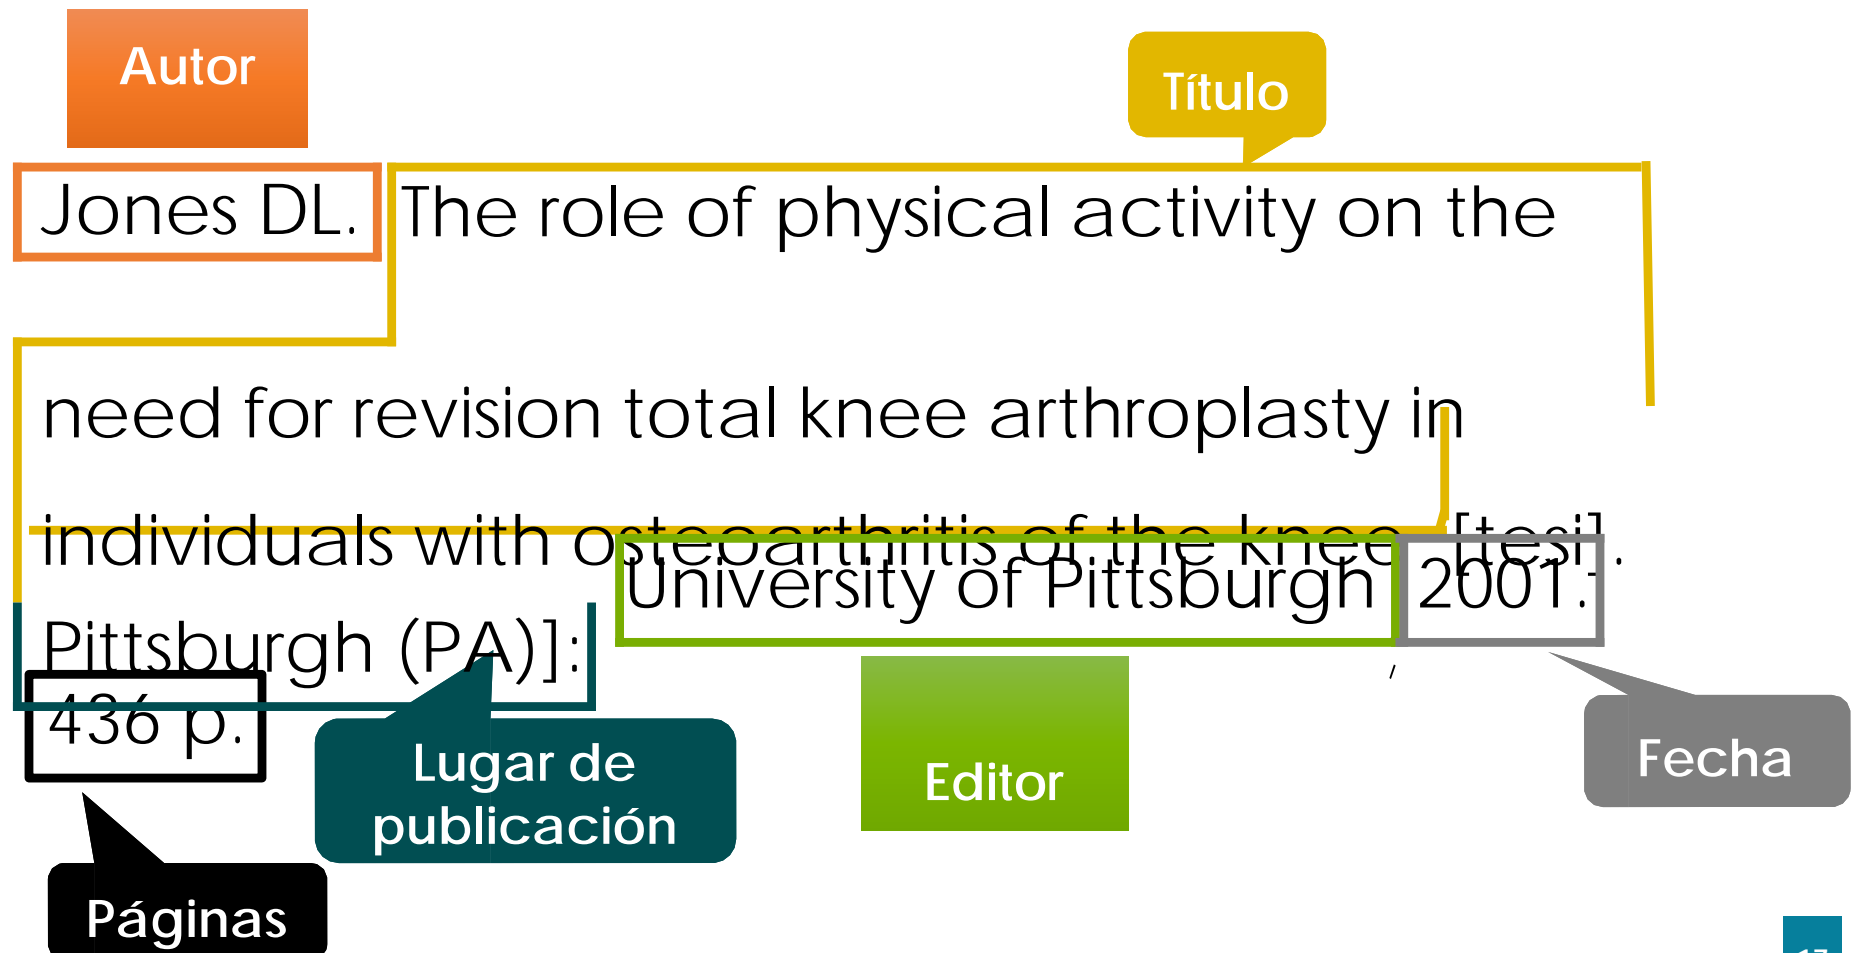 Autor
Título
Jones DL. The role of physical activity on the
need for revision total knee arthroplasty in
individuals with osteoarthritis of the knee [tesi].
Pittsburgh (PA)]: University of Pittsburgh 2001.
436 p.
Lugar de
publicación
Editor
Fecha
Páginas